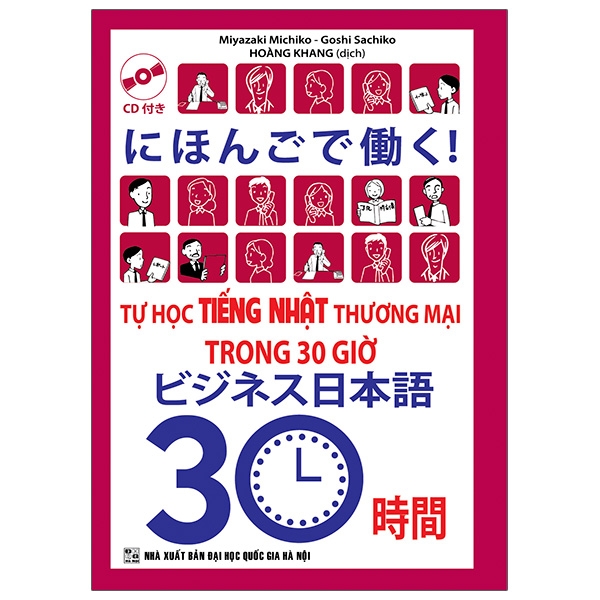 Miyazaki Michiko - Goshi Sachiko
HOÀNG KHANG (dịch)
CD 付き
にほんごで働く!
TỰ HỌC TIẾNG NHẬT THƯƠNG MẠI
TRONG 30 GIỜ
ビジネス日本語
30
時間
NHÀ XUẤT BẢN ĐẠI HỌC QUỐC GIA HÀ NỘI